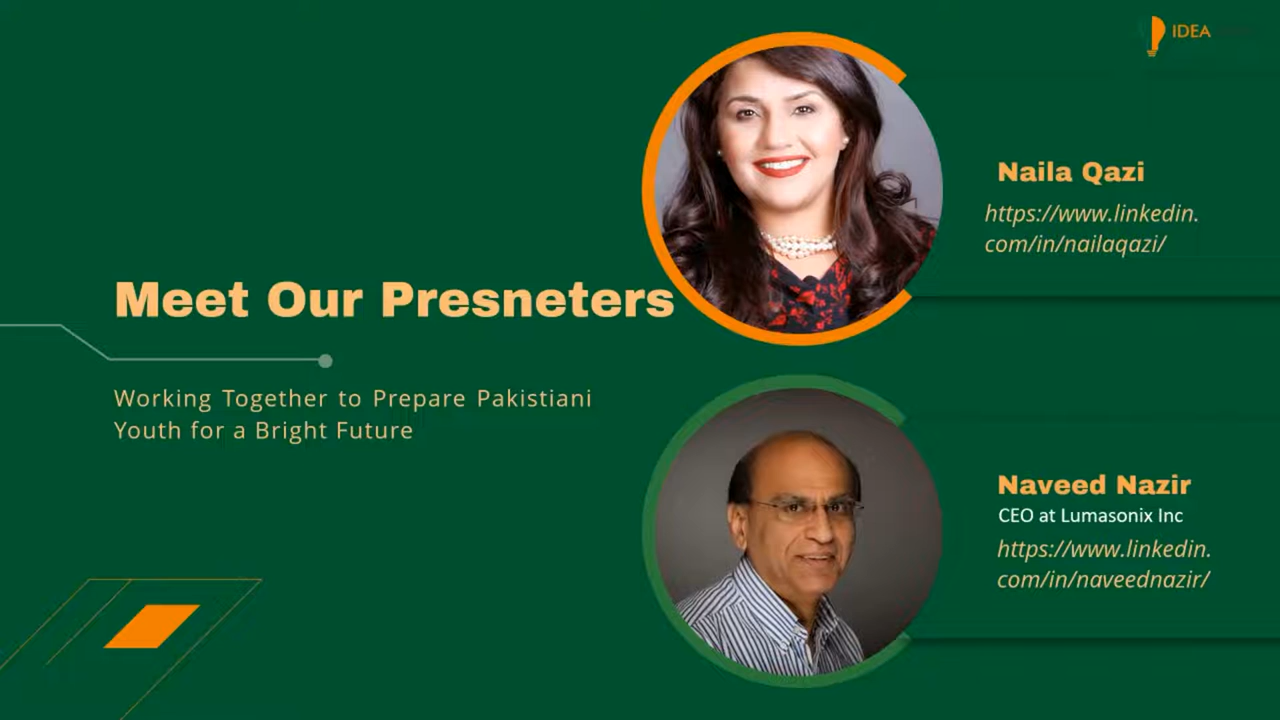 IDEA
Naila Qazi
https://www.linkedin.
com/in/nailaqazi/
Meet Our Presneters
Working Together to Prepare Pakistiani
Youth for a Bright Future
Naveed Nazir
CEO at Lumasonix Inc
https://www.linkedin.
com/in/naveednazir/